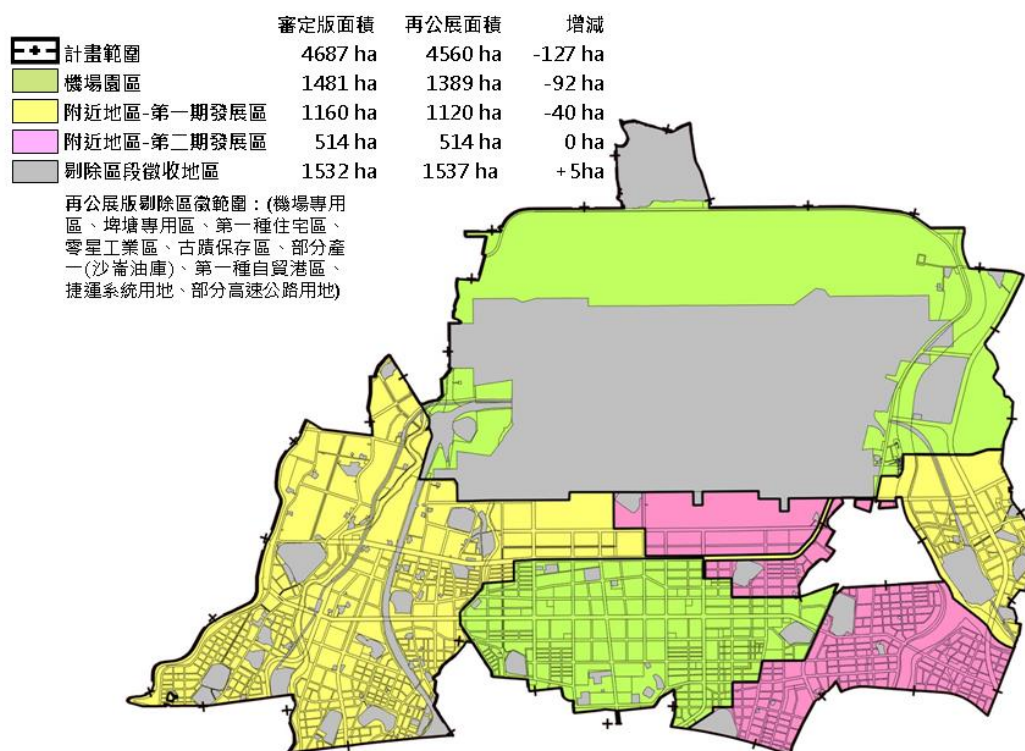 審定版面積 再公展面積 增減
計畫範圍 4687 ha 4560 ha -127 ha
機場園區 1481 ha 1389 ha -92 ha
附近地區-第一期發展區 1160 ha 1120 ha -40 ha
附近地區-第二期發展區 514 ha 514 ha 0 ha
剔除區段徵收地區 1532 ha 1537 ha +5ha
再公展版剔除區徵範圍：(機場專用
區、埤塘專用區、第一種住宅區、
零星工業區、古蹟保存區、部分產
一(沙崙油庫)、第一種自貿港區、
捷運系統用地、部分高速公路用地)